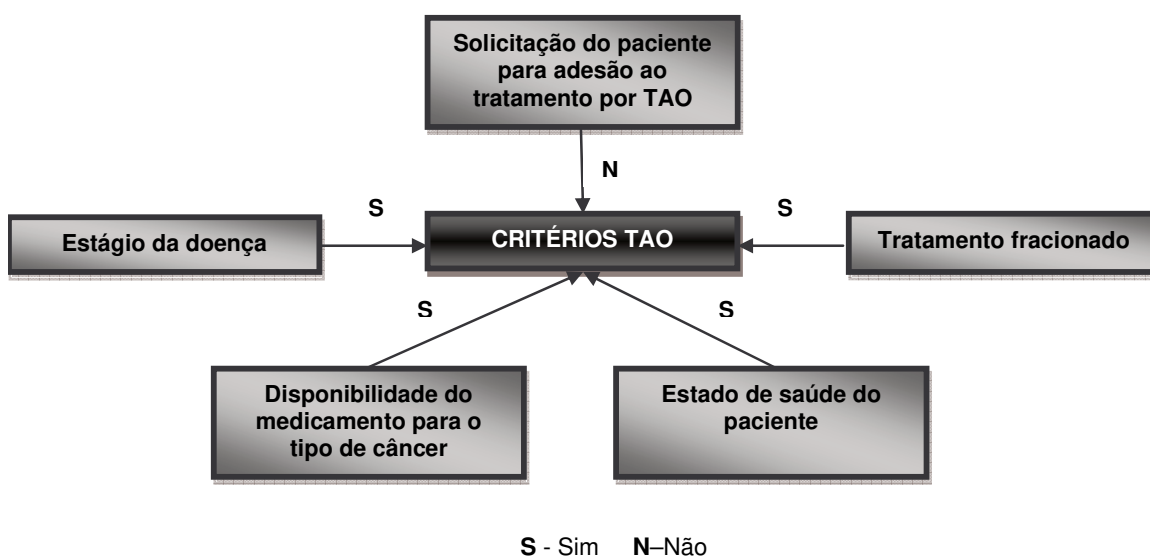 Solicitação do paciente
para adesão ao
tratamento por TAO
N
S
S
Estágio da doença
CRITÉRIOS TAO
Tratamento fracionado
S
S
Disponibilidade do
medicamento para o
tipo de câncer
Estado de saúde do
paciente
S - Sim N–Não